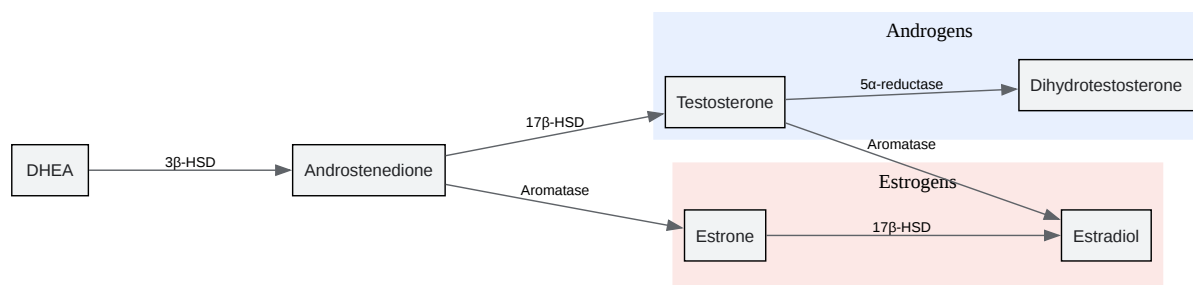 Androgens
Testosterone
5α-reductase
Dihydrotestosterone
17β-HSD
Aromatase
DHEA
3β-HSD
Androstenedione
Estrogens
Aromatase
Estrone
17β-HSD
Estradiol